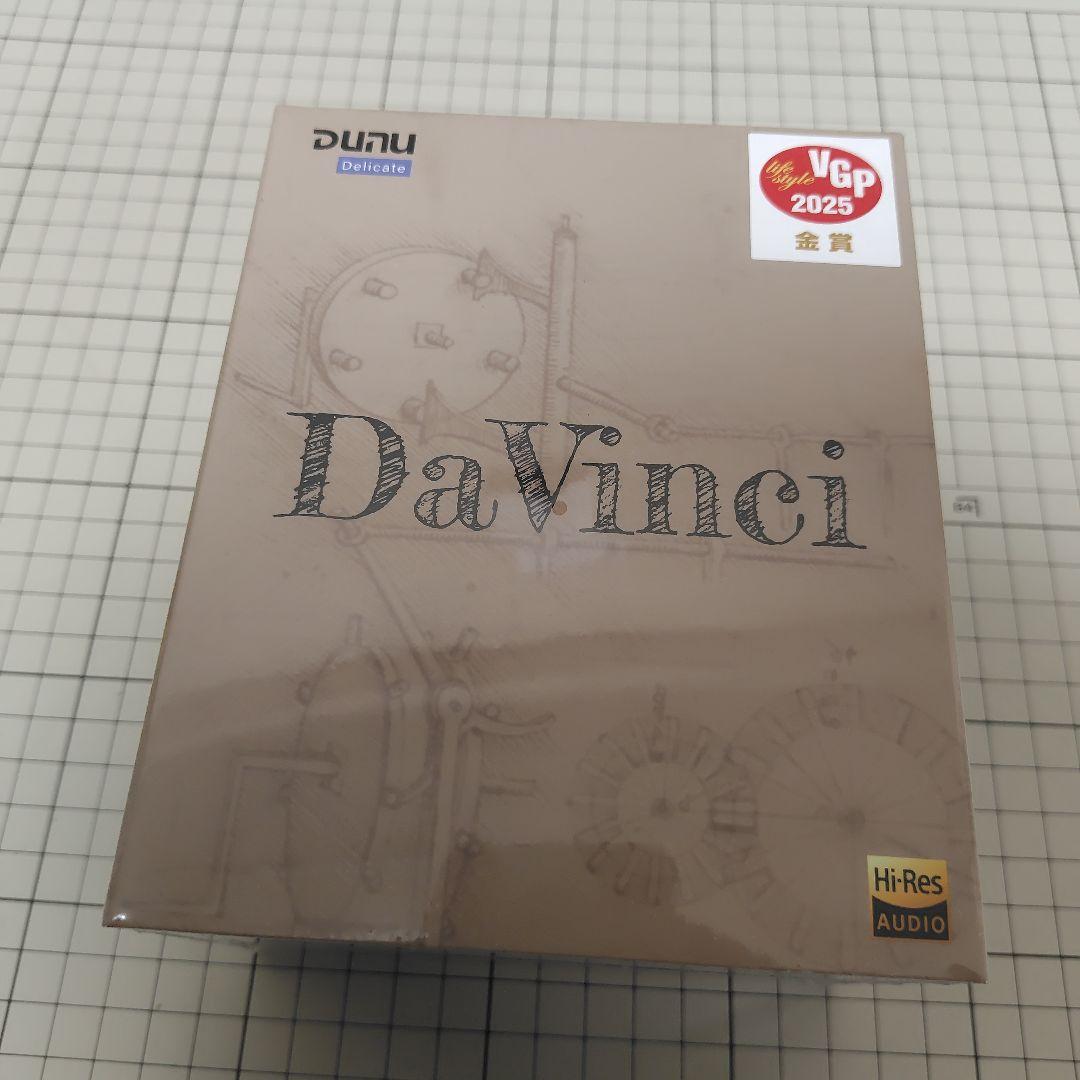 DUNU
Delicate
life style VGP
2025
金賞
DaVinci
Hi-Res
AUDIO